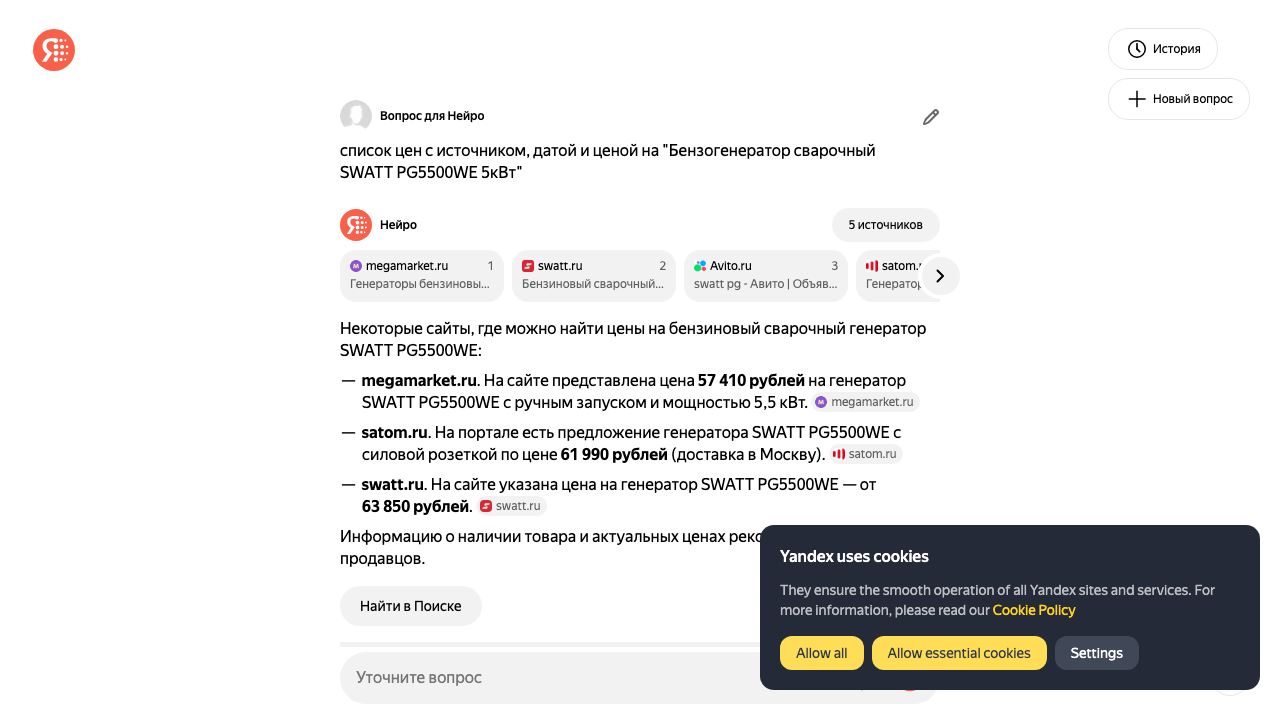 История
Новый вопрос
Вопрос для Нейро
список цен с источником, датой и ценой на "Бензогенератор сварочный
SWATT PG5500WE 5кВт"
Нейро
5 источников
megamarket.ru 1
Генераторы бензиновы...
swatt.ru 2
Бензиновый сварочный...
Avito.ru 3
swatt pg - Авито | Объяв...
satom.r
Генератор
Некоторые сайты, где можно найти цены на бензиновый сварочный генератор
SWATT PG5500WE:
— megamarket.ru. На сайте представлена цена 57 410 рублей на генератор
SWATT PG5500WE с ручным запуском и мощностью 5,5 кВт. megamarket.ru
— satom.ru. На портале есть предложение генератора SWATT PG5500WE с
силовой розеткой по цене 61 990 рублей (доставка в Москву). satom.ru
— swatt.ru. На сайте указана цена на генератор SWATT PG5500WE — от
63 850 рублей. swatt.ru
Информацию о наличии товара и актуальных ценах реко
продавцов.
Найти в Поиске
Уточните вопрос
Yandex uses cookies
They ensure the smooth operation of all Yandex sites and services. For
more information, please read our Cookie Policy
Allow all
Allow essential cookies
Settings